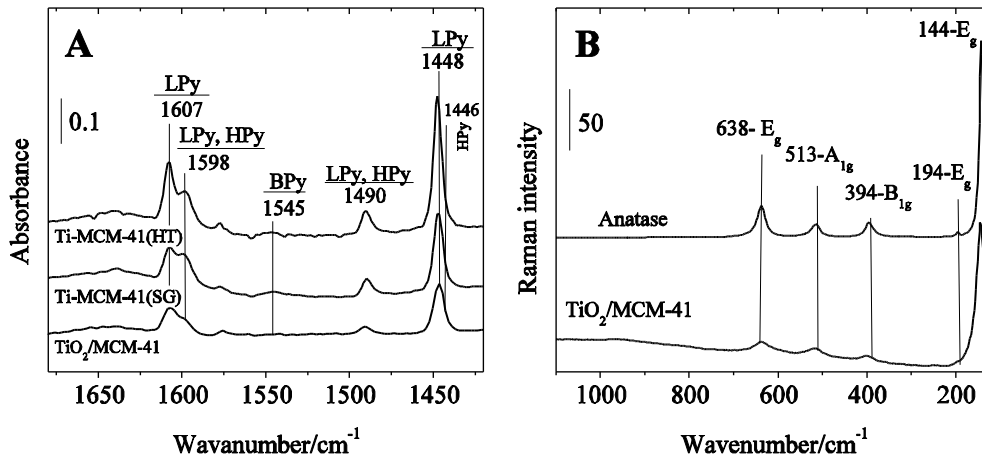 A
LPy
1448
LPy
1607
1446
HPy
0.1
LPy, HPy
1598
BPy
1545
LPy, HPy
1490
Absorbance
Ti-MCM-41(HT)
Ti-MCM-41(SG)
TiO2/MCM-41
1650 1600 1550 1500 1450
Wavanumber/cm-1
B
144-Eg
50
638- Eg
513-A1g
394-B1g
194-Eg
Raman intensity
Anatase
TiO2/MCM-41
1000 800 600 400 200
Wavenumber/cm-1